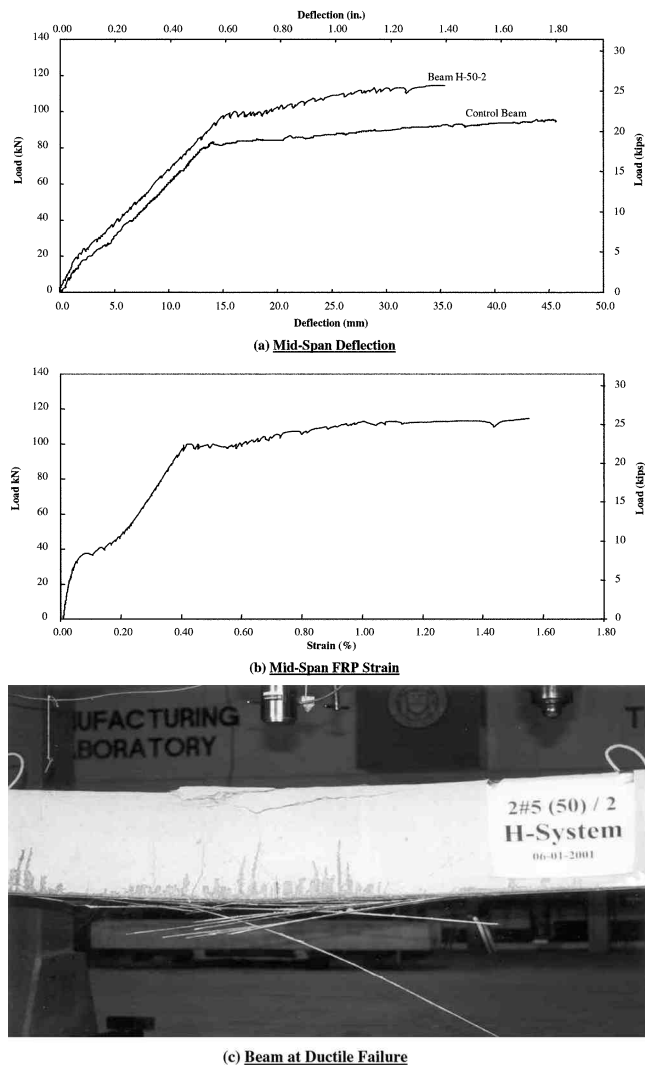 Deflection (in.)
0.00 0.20 0.40 0.60 0.80 1.00 1.20 1.40 1.60 1.80
140
120
100
80
60
40
20
0
Load (kN)
Beam H-50-2
Control Beam
30
25
20
15
10
5
0
Load (kips)
0.0 5.0 10.0 15.0 20.0 25.0 30.0 35.0 40.0 45.0 50.0
Deflection (mm)
(a) Mid-Span Deflection
140
120
100
80
60
40
20
0
Load kN)
30
25
20
15
10
5
0
Load (kips)
0.00 0.20 0.40 0.60 0.80 1.00 1.20 1.40 1.60 1.80
Strain (%)
(b) Mid-Span FRP Strain
NUFACTURING
BORATORY
T
2#5 (50) / 2
H-System
06-01-2001
(c) Beam at Ductile Failure